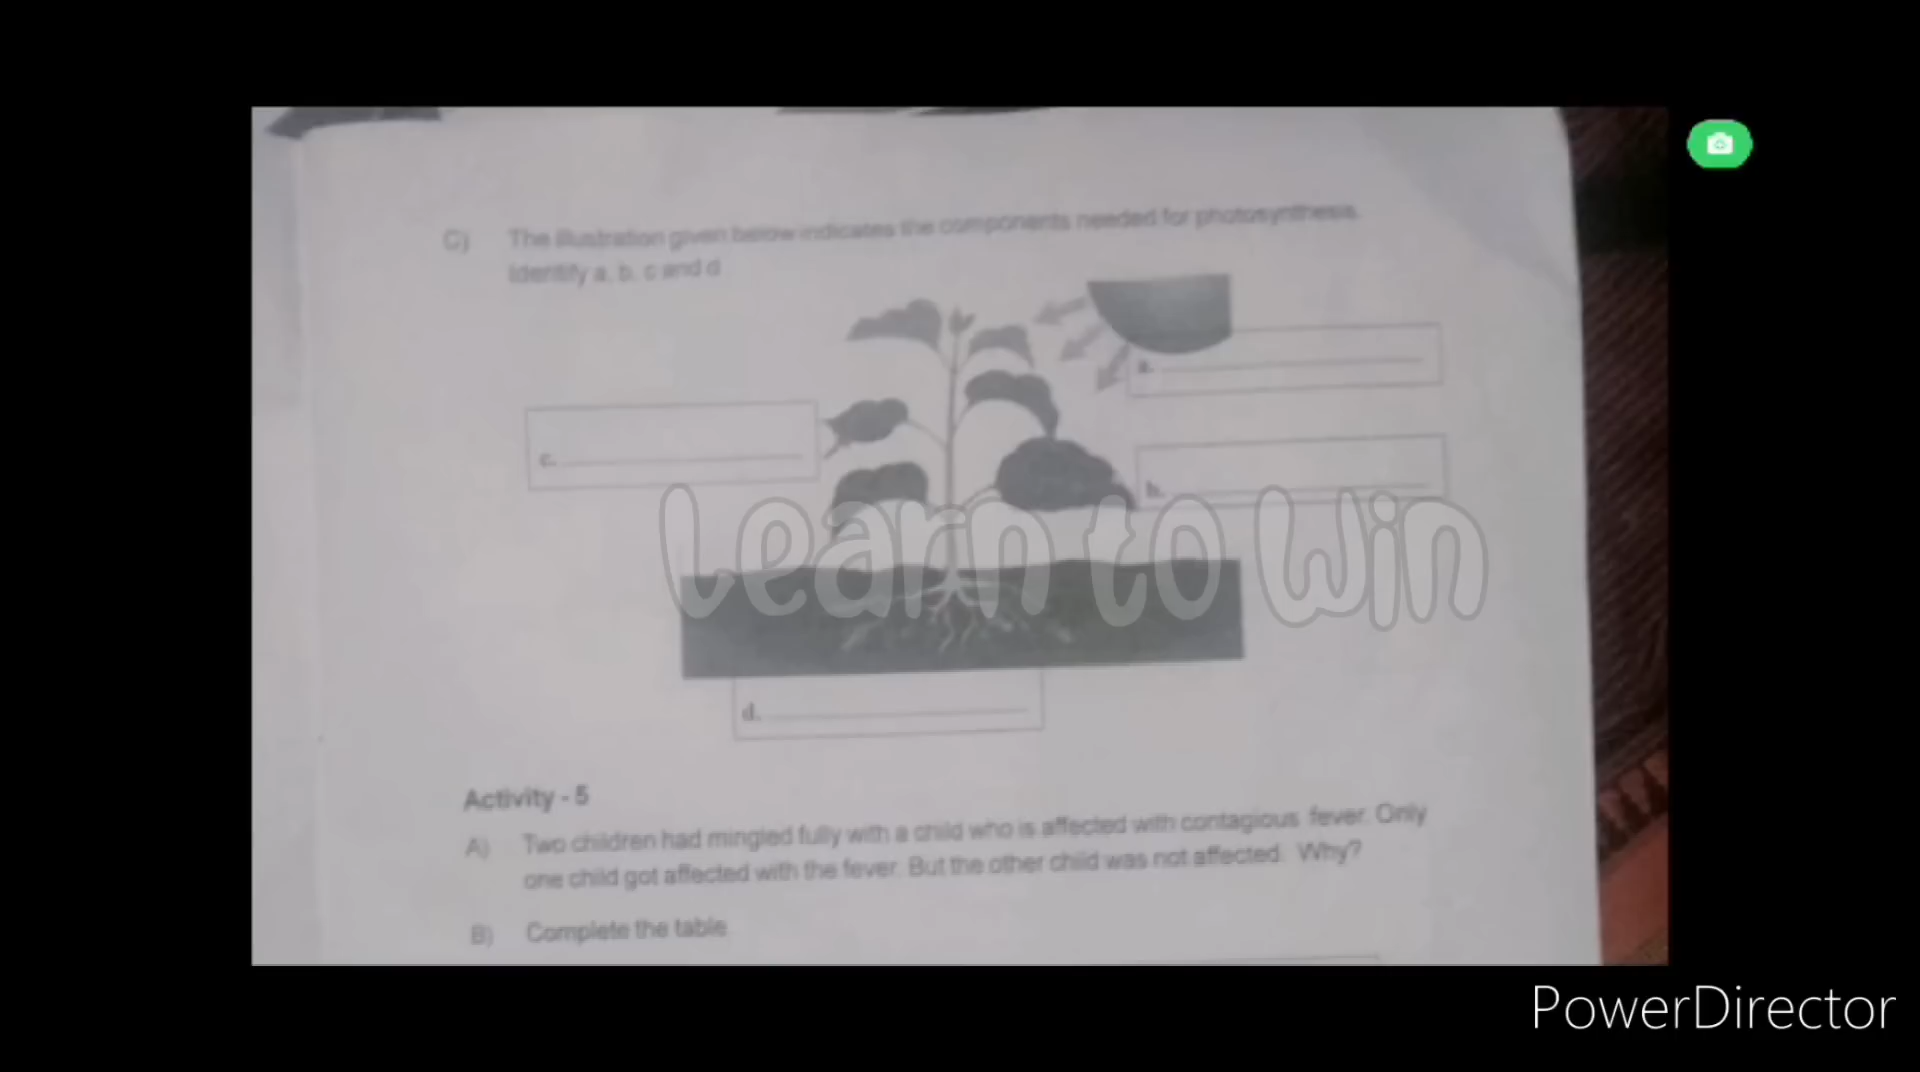 C) The illustration given below indicates the components needed for photosynthesis.
Identify a, b, c and d
a.
c.
b.
Learn to Win
d.
Activity - 5
A) Two children had mingled fully with a child who is affected with contagious fever. Only
one child got affected with the fever. But the other child was not affected. Why?
B) Complete the table
PowerDirector